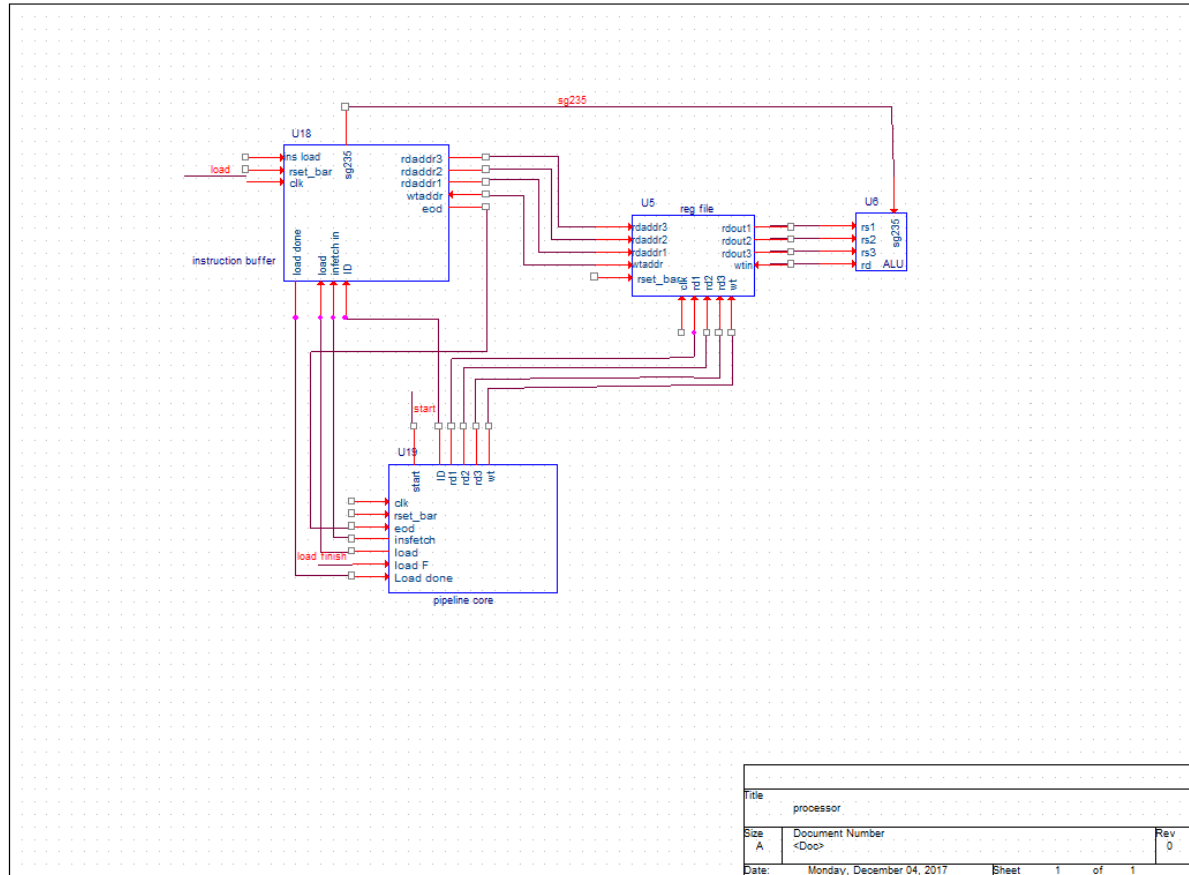 sg235
U18
ins load
rset_bar
clk
load
sg235
rdaddr3
rdaddr2
rdaddr1
wtaddr
eod
load done
load
infetch in
ID
instruction buffer
U5
reg file
rdaddr3
rdaddr2
rdaddr1
wtaddr
rset_bar
rdout1
rdout2
rdout3
wtin
clk
rd1
rd2
rd3
wt
U6
rs1
rs2
rs3
rd
sg235
ALU
start
U19
start
ID
rd1
rd2
rd3
wt
clk
rset_bar
eod
insfetch
load
load finish
load F
Load done
pipeline core
Title
processor
Size
A
Document Number
<Doc>
Rev
0
Date: Monday, December 04, 2017 Sheet 1 of 1